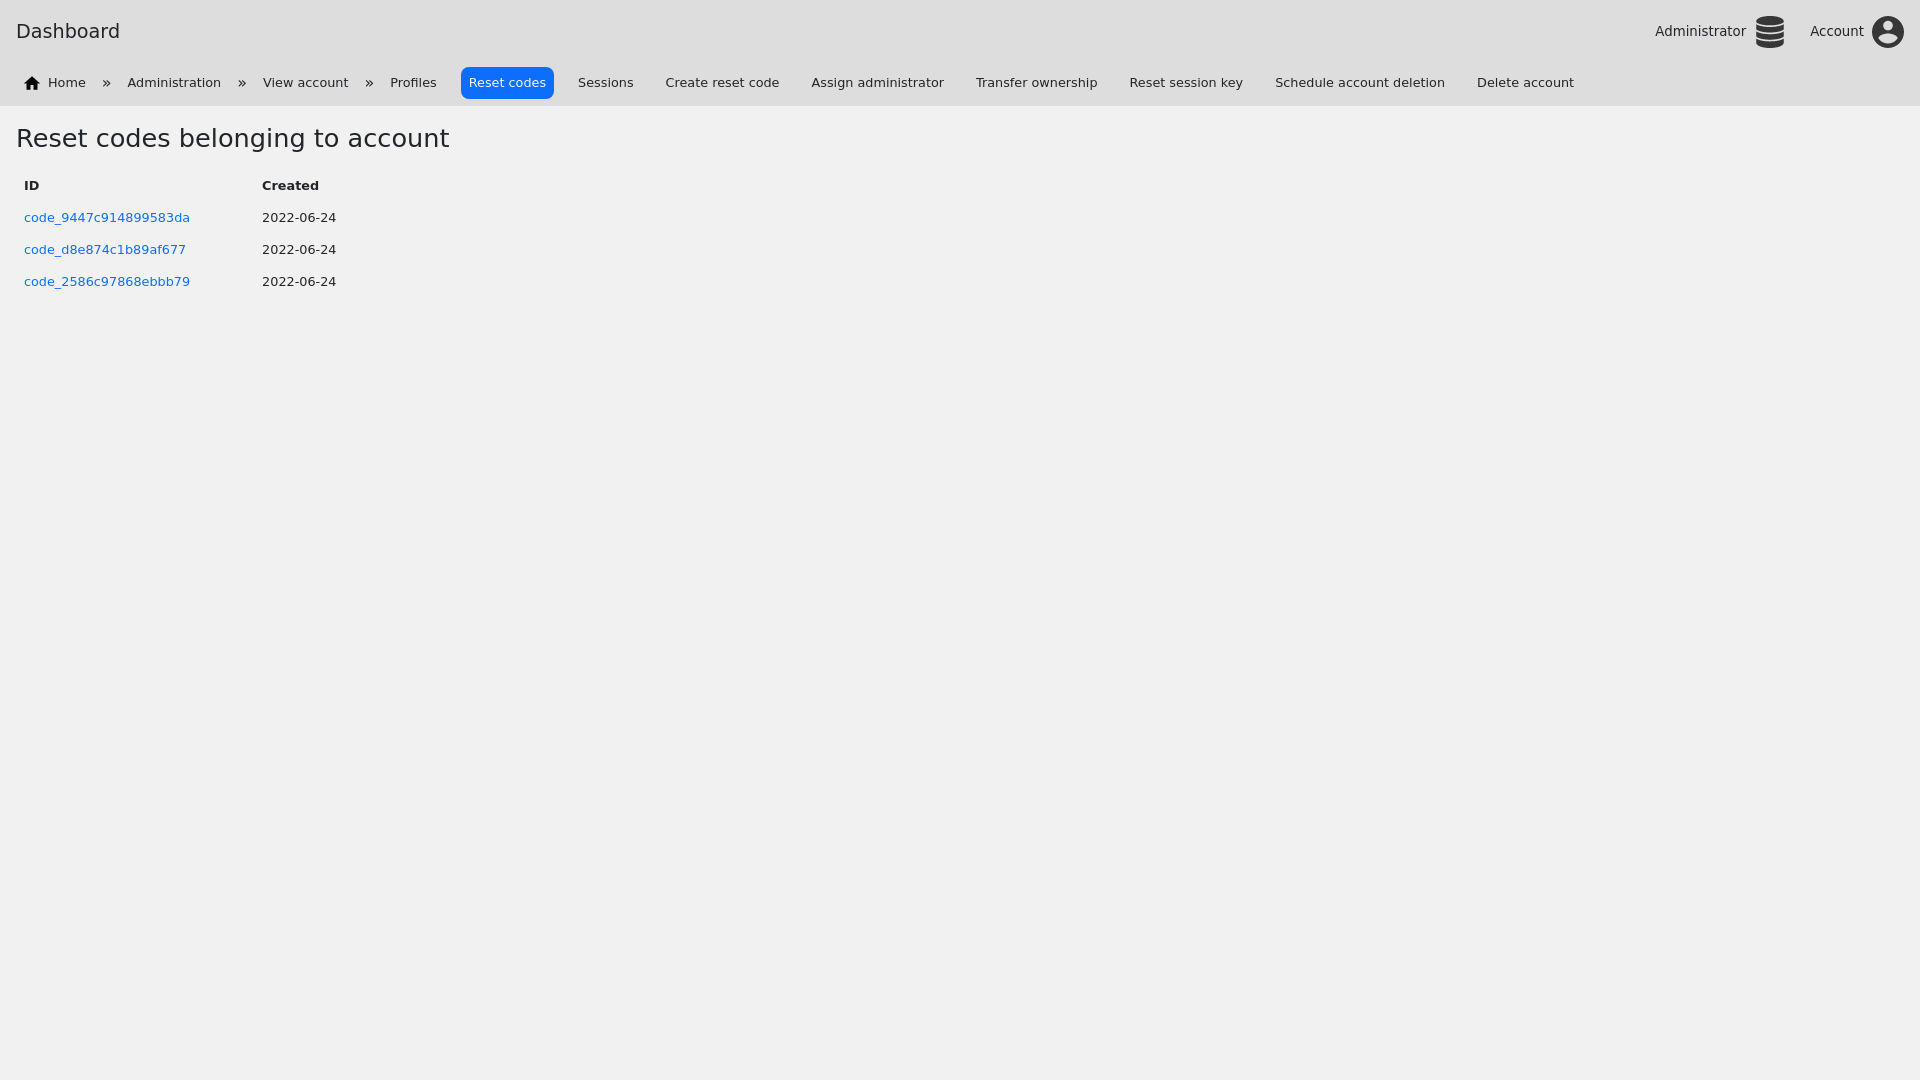 Dashboard
Administrator
Account
Home » Administration » View account » Profiles Reset codes Sessions Create reset code Assign administrator Transfer ownership Reset session key Schedule account deletion Delete account
Reset codes belonging to account
ID Created
code_9447c914899583da 2022-06-24
code_d8e874c1b89af677 2022-06-24
code_2586c97868ebbb79 2022-06-24